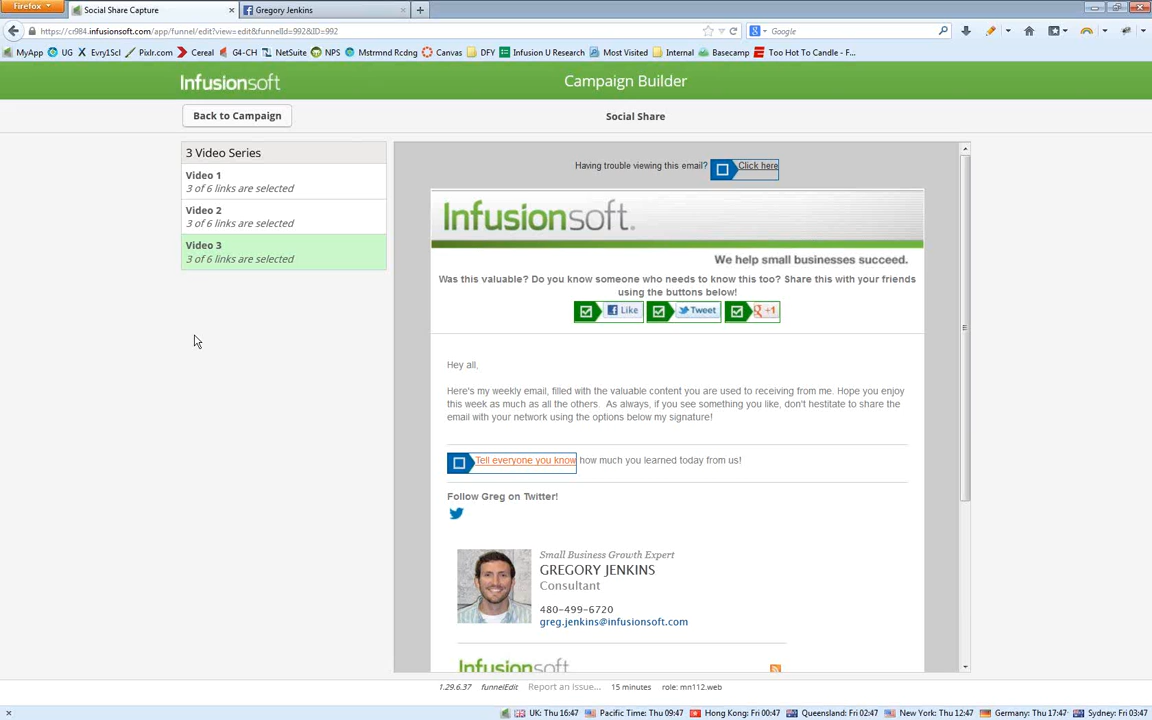 Firefox
Social Share Capture
Gregory Jenkins
https://cr984.infusionsoft.com/app/funnel/edit?view=edit&funnelId=992&ID=992
Google
MyApp UG Evry1Scl Pixlr.com Cereal G4-CH NetSuite NPS Mstrmnd Rcdng Canvas DFY Infusion U Research Most Visited Internal Basecamp Too Hot To Candle - F...
Infusionsoft
Campaign Builder
Back to Campaign
Social Share
3 Video Series
Video 1
3 of 6 links are selected
Video 2
3 of 6 links are selected
Video 3
3 of 6 links are selected
Having trouble viewing this email? Click here
Infusionsoft.
We help small businesses succeed.
Was this valuable? Do you know someone who needs to know this too? Share this with your friends
using the buttons below!
Like Tweet +1
Hey all,
Here's my weekly email, filled with the valuable content you are used to receiving from me. Hope you enjoy
this week as much as all the others. As always, if you see something you like, don't hestitate to share the
email with your network using the options below my signature!
Tell everyone you know how much you learned today from us!
Follow Greg on Twitter!
Small Business Growth Expert
GREGORY JENKINS
Consultant
480-499-6720
greg.jenkins@infusionsoft.com
Infusionsoft
1.29.6.37 funnelEdit Report an Issue... 15 minutes role: mn112.web
UK: Thu 16:47 Pacific Time: Thu 09:47 Hong Kong: Fri 00:47 Queensland: Fri 02:47 New York: Thu 12:47 Germany: Thu 17:47 Sydney: Fri 03:47